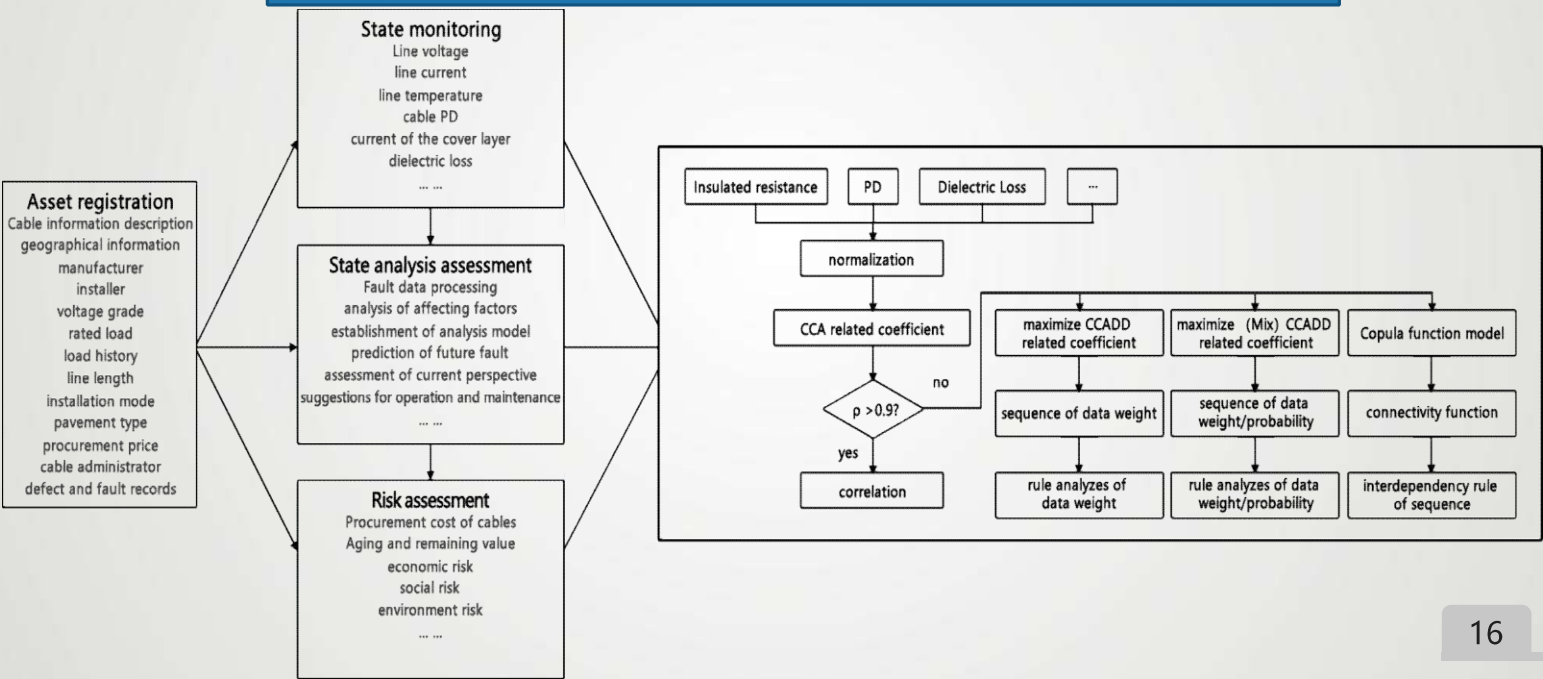 Asset registration
Cable information description
geographical information
manufacturer
installer
voltage grade
rated load
load history
line length
installation mode
pavement type
procurement price
cable administrator
defect and fault records
State monitoring
Line voltage
line current
line temperature
cable PD
current of the cover layer
dielectric loss
... ...
State analysis assessment
Fault data processing
analysis of affecting factors
establishment of analysis model
prediction of future fault
assessment of current perspective
suggestions for operation and maintenance
... ...
Risk assessment
Procurement cost of cables
Aging and remaining value
economic risk
social risk
environment risk
... ...
Insulated resistance
PD
Dielectric Loss
...
normalization
CCA related coefficient
ρ >0.9?
no
yes
correlation
maximize CCADD
related coefficient
sequence of data weight
rule analyzes of
data weight
maximize (Mix) CCADD
related coefficient
sequence of data
weight/probability
rule analyzes of data
weight/probability
Copula function model
connectivity function
interdependency rule
of sequence
16